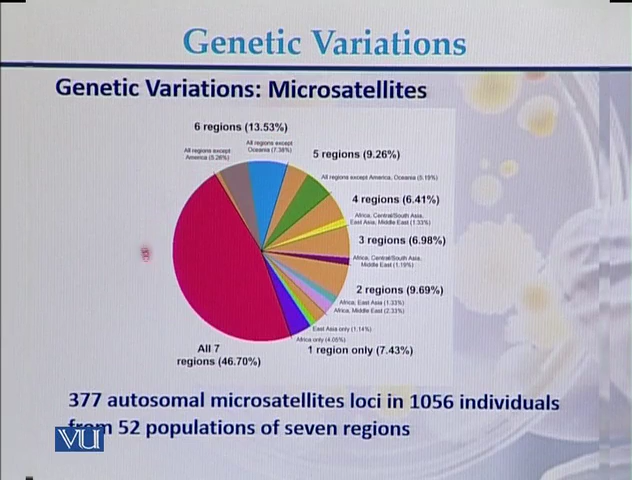 Genetic Variations
Genetic Variations: Microsatellites
6 regions (13.53%)
All regions except
America (5.28%)
All regions except
Oceania (7.38%)
5 regions (9.26%)
All regions except America, Oceania (5.19%)
4 regions (6.41%)
Africa, Central/South Asia,
East Asia, Middle East (1.33%)
3 regions (6.98%)
Africa, Central/South Asia,
Middle East (1.19%)
2 regions (9.69%)
Africa, East Asia (1.33%)
Africa, Middle East (2.33%)
East Asia only (1.14%)
Africa only (4.05%)
1 region only (7.43%)
All 7
regions (46.70%)
377 autosomal microsatellites loci in 1056 individuals
from 52 populations of seven regions
VU